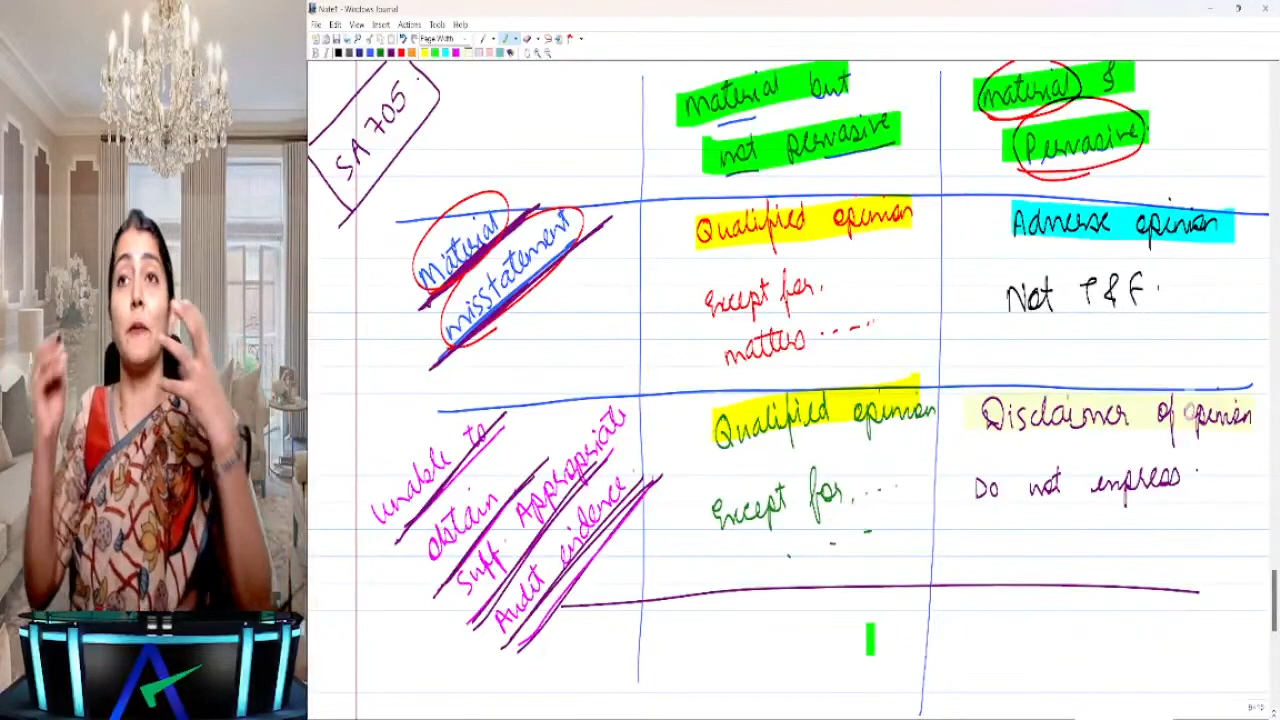 Note1 - Windows Journal
File Edit View Insert Actions Tools Help
Page Width
SA 705
Material but
not pervasive
material &
Pervasive
Material
misstatement
Qualified opinion
Except for.
matters ....
Adverse opinion
Not T & F.
Unable to
obtain
Suff. Appropriate
Audit evidence
Qualified opinion
Except for. ...
Disclaimer of opinion
Do not express.